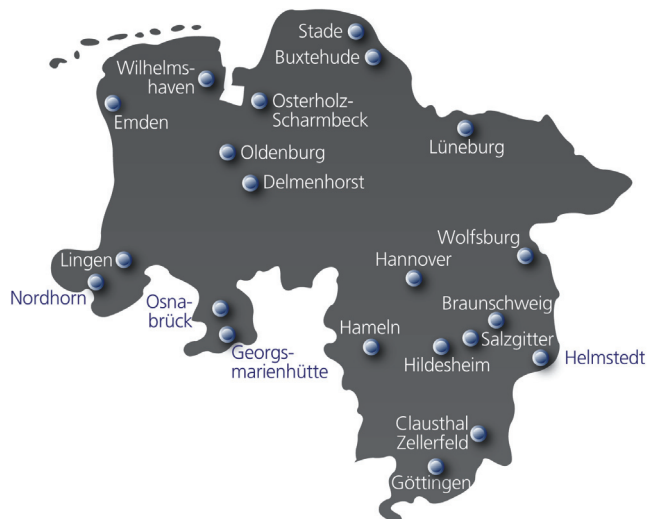 Stade
Buxtehude
Wilhelms-
haven
Osterholz-
Scharmbeck
Emden
Lüneburg
Oldenburg
Delmenhorst
Wolfsburg
Lingen
Hannover
Nordhorn
Osna-
brück
Braunschweig
Hameln
Salzgitter
Georgs-
marienhütte
Hildesheim
Helmstedt
Clausthal
Zellerfeld
Göttingen